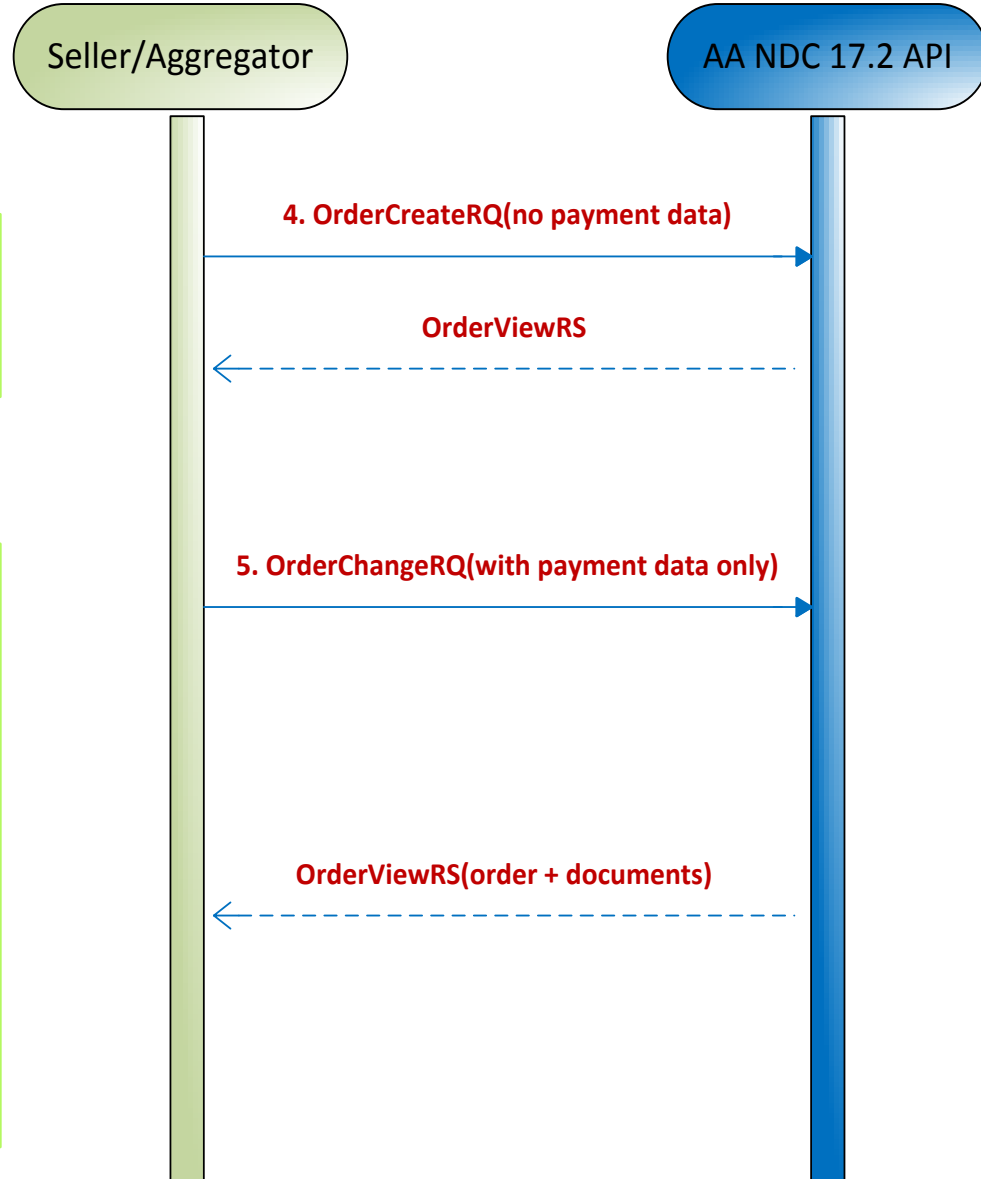 Seller/Aggregator
AA NDC 17.2 API
4. OrderCreateRQ(no payment data)
OrderViewRS
5. OrderChangeRQ(with payment data only)
OrderViewRS(order + documents)